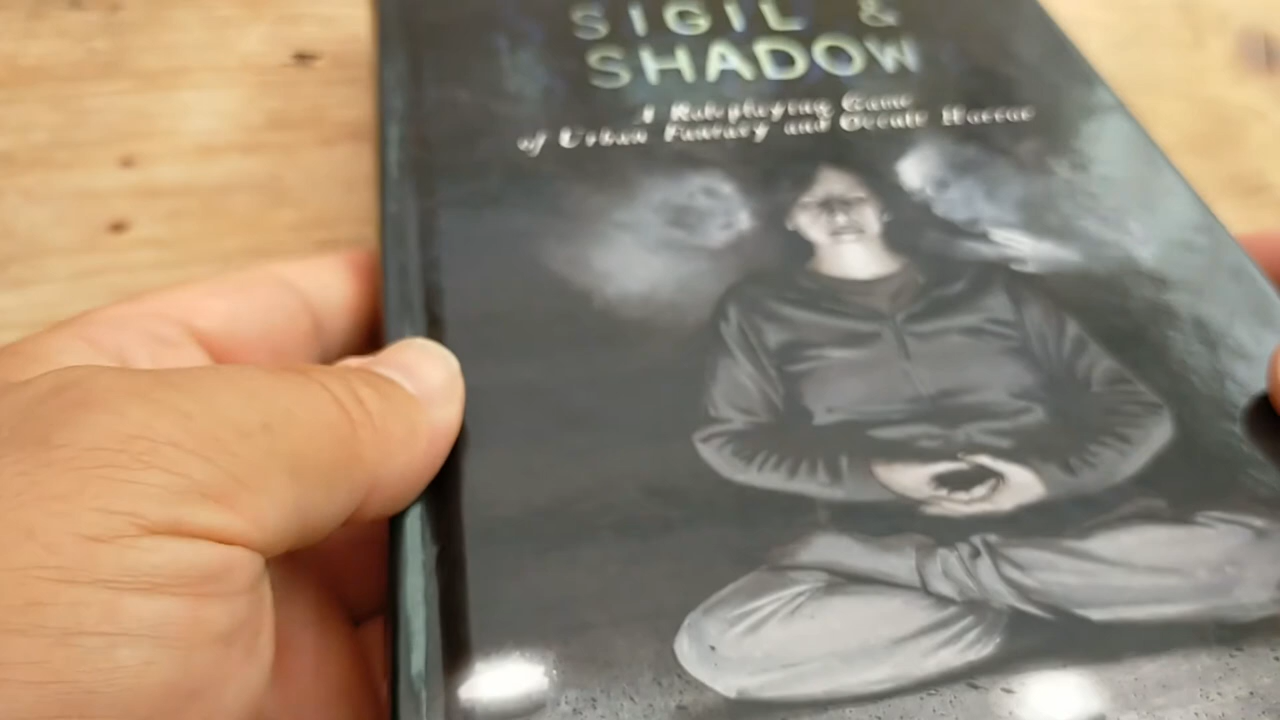 SIGIL &
SHADOW
A Roleplaying Game
of Urban Fantasy and Occult Horror